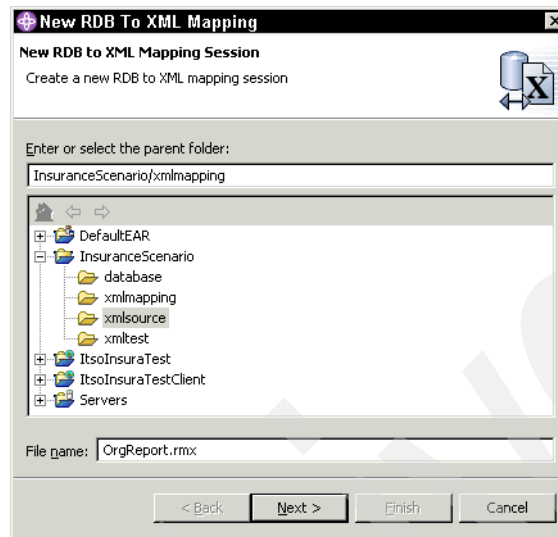 New RDB To XML Mapping
New RDB to XML Mapping Session
Create a new RDB to XML mapping session
X
Enter or select the parent folder:
InsuranceScenario/xmlmapping
DefaultEAR
InsuranceScenario
database
xmlmapping
xmlsource
xmltest
ItsoInsuraTest
ItsoInsuraTestClient
Servers
File name: OrgReport.rmx
< Back Next > Finish Cancel